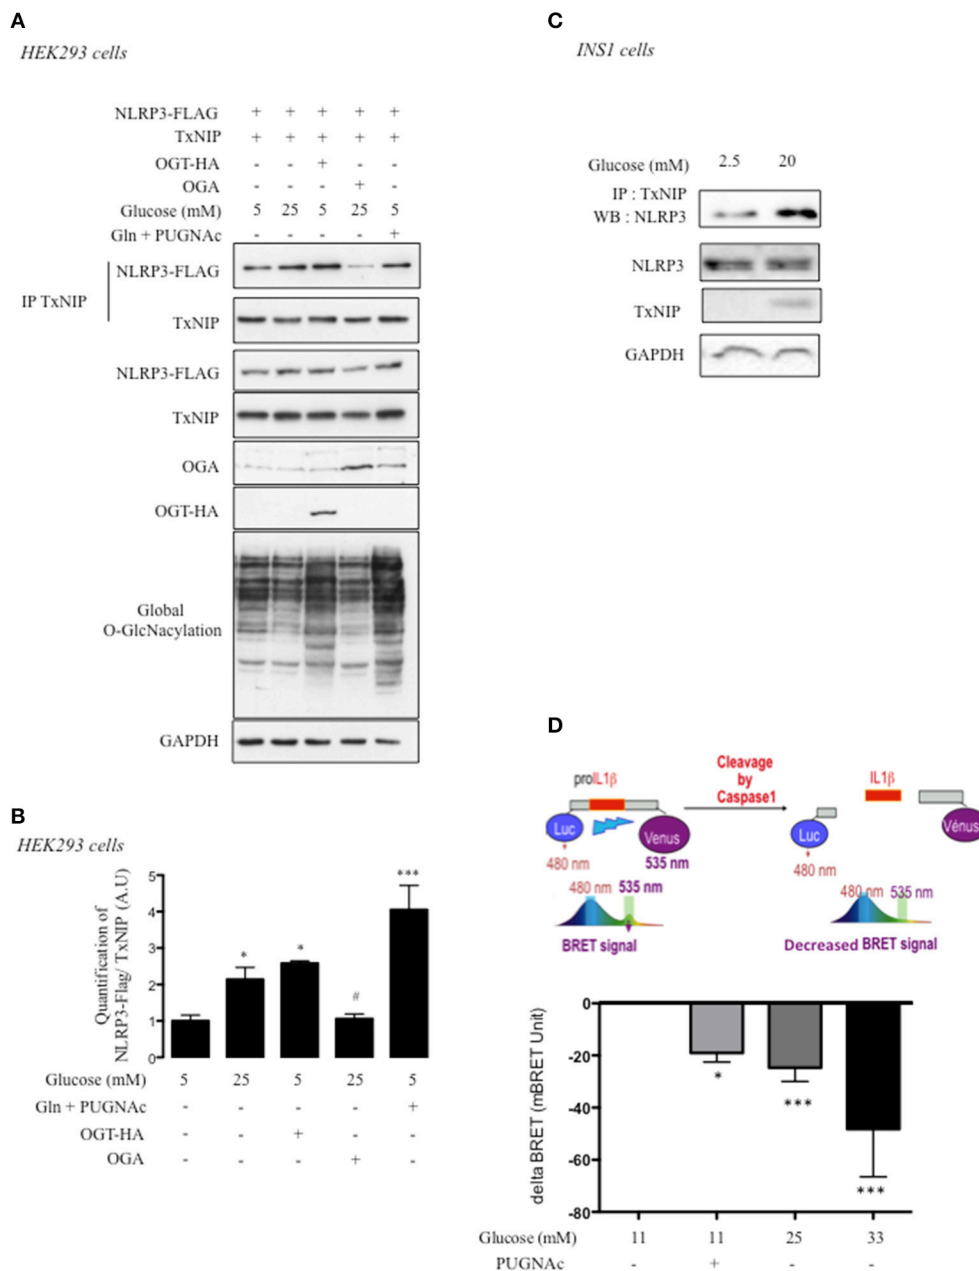 A
HEK293 cells
NLRP3-FLAG + + + + +
TxNIP + + + + +
OGT-HA - - + - -
OGA - - - + -
Glucose (mM) 5 25 5 25 5
Gln + PUGNAc - - - - +
IP TxNIP
NLRP3-FLAG
TxNIP
NLRP3-FLAG
TxNIP
OGA
OGT-HA
Global
O-GlcNacylation
GAPDH
B
HEK293 cells
Quantification of
NLRP3-Flag/ TxNIP (A.U)
5
4
3
2
1
0
* * # ***
Glucose (mM) 5 25 5 25 5
Gln + PUGNAc - - - - +
OGT-HA - - + - -
OGA - - - + -
C
INS1 cells
Glucose (mM) 2.5 20
IP : TxNIP
WB : NLRP3
NLRP3
TxNIP
GAPDH
D
proIL1β
Cleavage
by
Caspase1
IL1β
Luc
Venus
Luc
Vénus
480 nm
535 nm
480 nm
480 nm 535 nm
480 nm 535 nm
BRET signal
Decreased BRET signal
delta BRET (mBRET Unit)
0
-20
-40
-60
-80
* *** ***
Glucose (mM) 11 11 25 33
PUGNAc - + - -